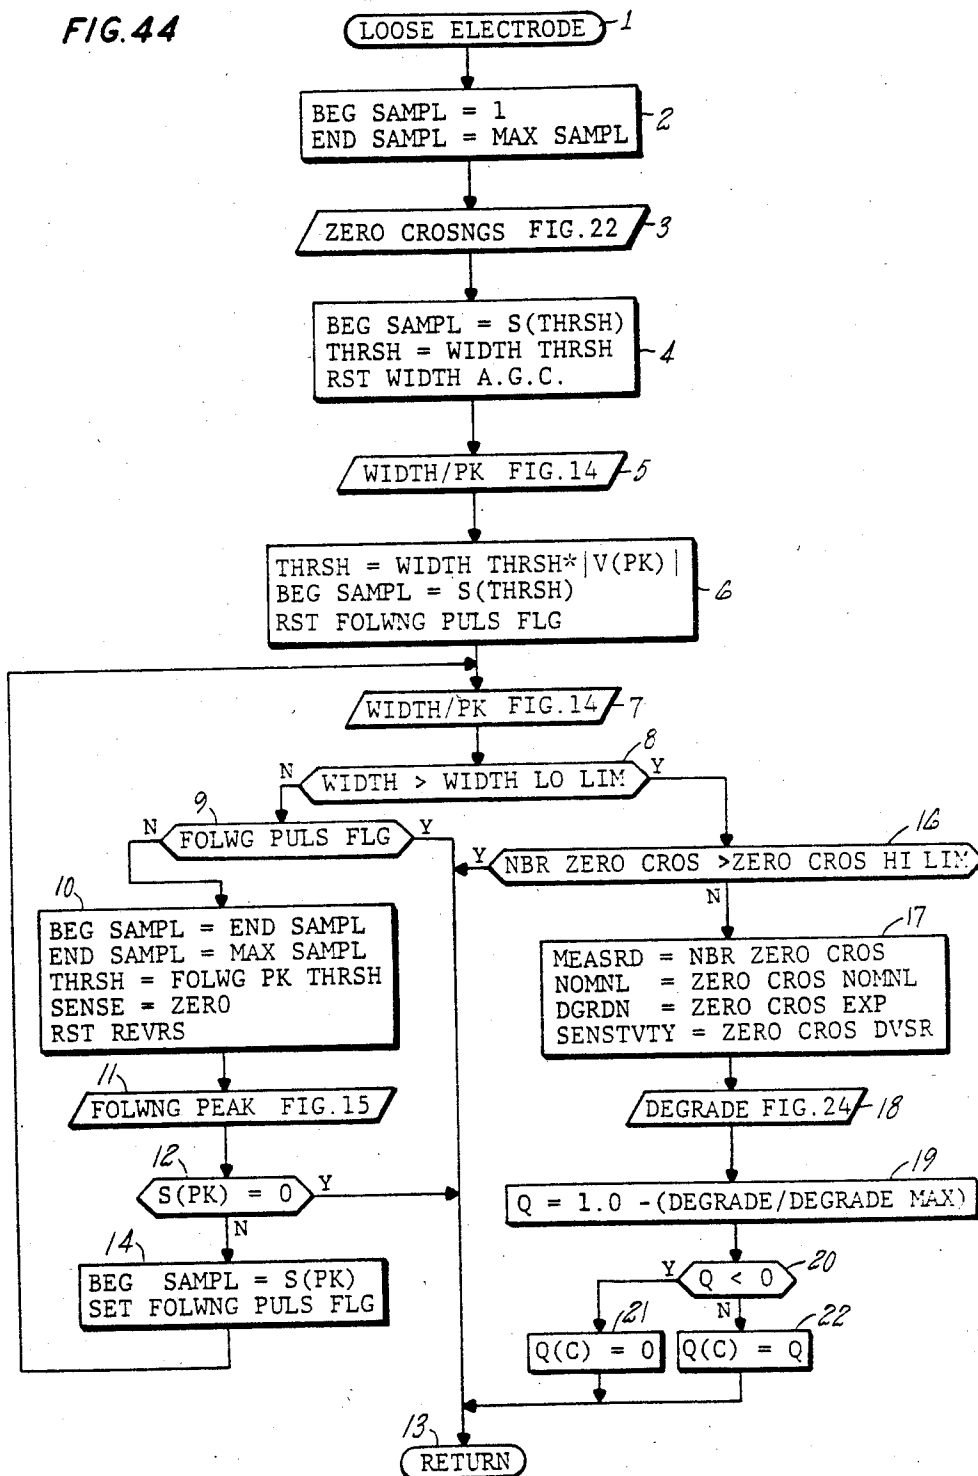 FIG.44
LOOSE ELECTRODE
1
BEG SAMPL = 1
END SAMPL = MAX SAMPL
2
ZERO CROSNGS FIG.22
3
BEG SAMPL = S(THRSH)
THRSH = WIDTH THRSH
RST WIDTH A.G.C.
4
WIDTH/PK FIG.14
5
THRSH = WIDTH THRSH*|V(PK)|
BEG SAMPL = S(THRSH)
RST FOLWNG PULS FLG
6
WIDTH/PK FIG.14
7
8
N
WIDTH > WIDTH LO LIM
Y
9
N
FOLWG PULS FLG
Y
16
Y
NBR ZERO CROS >ZERO CROS HI LIM
N
10
BEG SAMPL = END SAMPL
END SAMPL = MAX SAMPL
THRSH = FOLWG PK THRSH
SENSE = ZERO
RST REVRS
17
MEASRD = NBR ZERO CROS
NOMNL = ZERO CROS NOMNL
DGRDN = ZERO CROS EXP
SENSTVTY = ZERO CROS DVSR
11
FOLWNG PEAK FIG.15
DEGRADE FIG.24
18
12
S(PK) = 0
Y
N
19
Q = 1.0 -(DEGRADE/DEGRADE MAX)
14
BEG SAMPL = S(PK)
SET FOLWNG PULS FLG
Y
Q < 0
20
N
21
Q(C) = 0
22
Q(C) = Q
13
RETURN